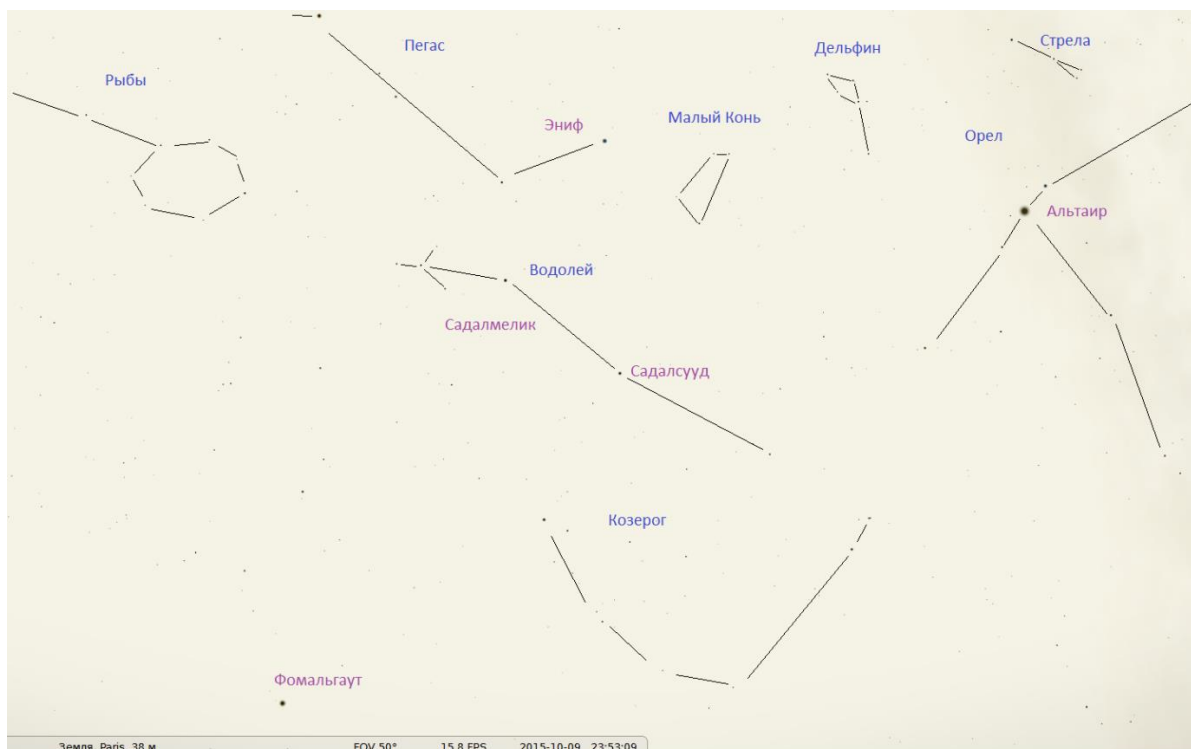 Пегас
Рыбы
Дельфин
Стрела
Эниф
Малый Конь
Орел
Альтаир
Водолей
Садалмелик
Садалсууд
Козерог
Фомальгаут
Земля, Paris, 38 м FOV 50° 15.8 FPS 2015-10-09 23:53:09